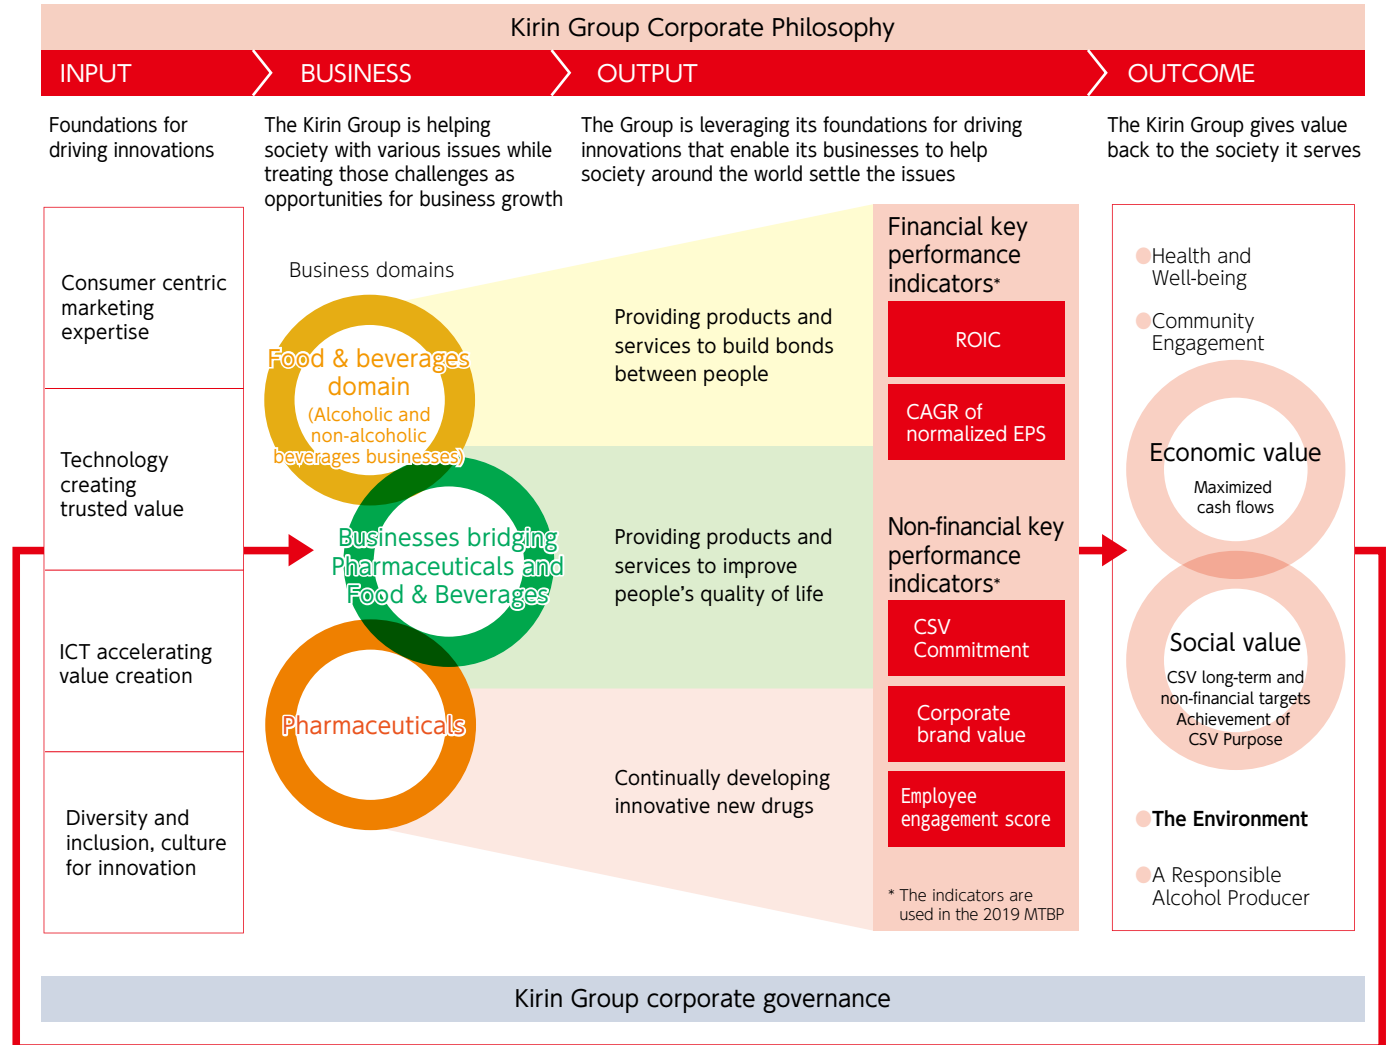 Kirin Group Corporate Philosophy
INPUT
BUSINESS
OUTPUT
OUTCOME
Foundations for
driving innovations
The Kirin Group is helping
society with various issues while
treating those challenges as
opportunities for business growth
The Group is leveraging its foundations for driving
innovations that enable its businesses to help
society around the world settle the issues
The Kirin Group gives value
back to the society it serves
Consumer centric
marketing
expertise
Technology
creating
trusted value
ICT accelerating
value creation
Diversity and
inclusion, culture
for innovation
Business domains
Food & beverages
domain
(Alcoholic and
non-alcoholic
beverages businesses)
Businesses bridging
Pharmaceuticals and
Food & Beverages
Pharmaceuticals
Providing products and
services to build bonds
between people
Providing products and
services to improve
people’s quality of life
Continually developing
innovative new drugs
Financial key
performance
indicators*
ROIC
CAGR of
normalized EPS
Non-financial key
performance
indicators*
CSV
Commitment
Corporate
brand value
Employee
engagement score
* The indicators are
used in the 2019 MTBP
Health and
Well-being
Community
Engagement
Economic value
Maximized
cash flows
Social value
CSV long-term and
non-financial targets
Achievement of
CSV Purpose
The Environment
A Responsible
Alcohol Producer
Kirin Group corporate governance